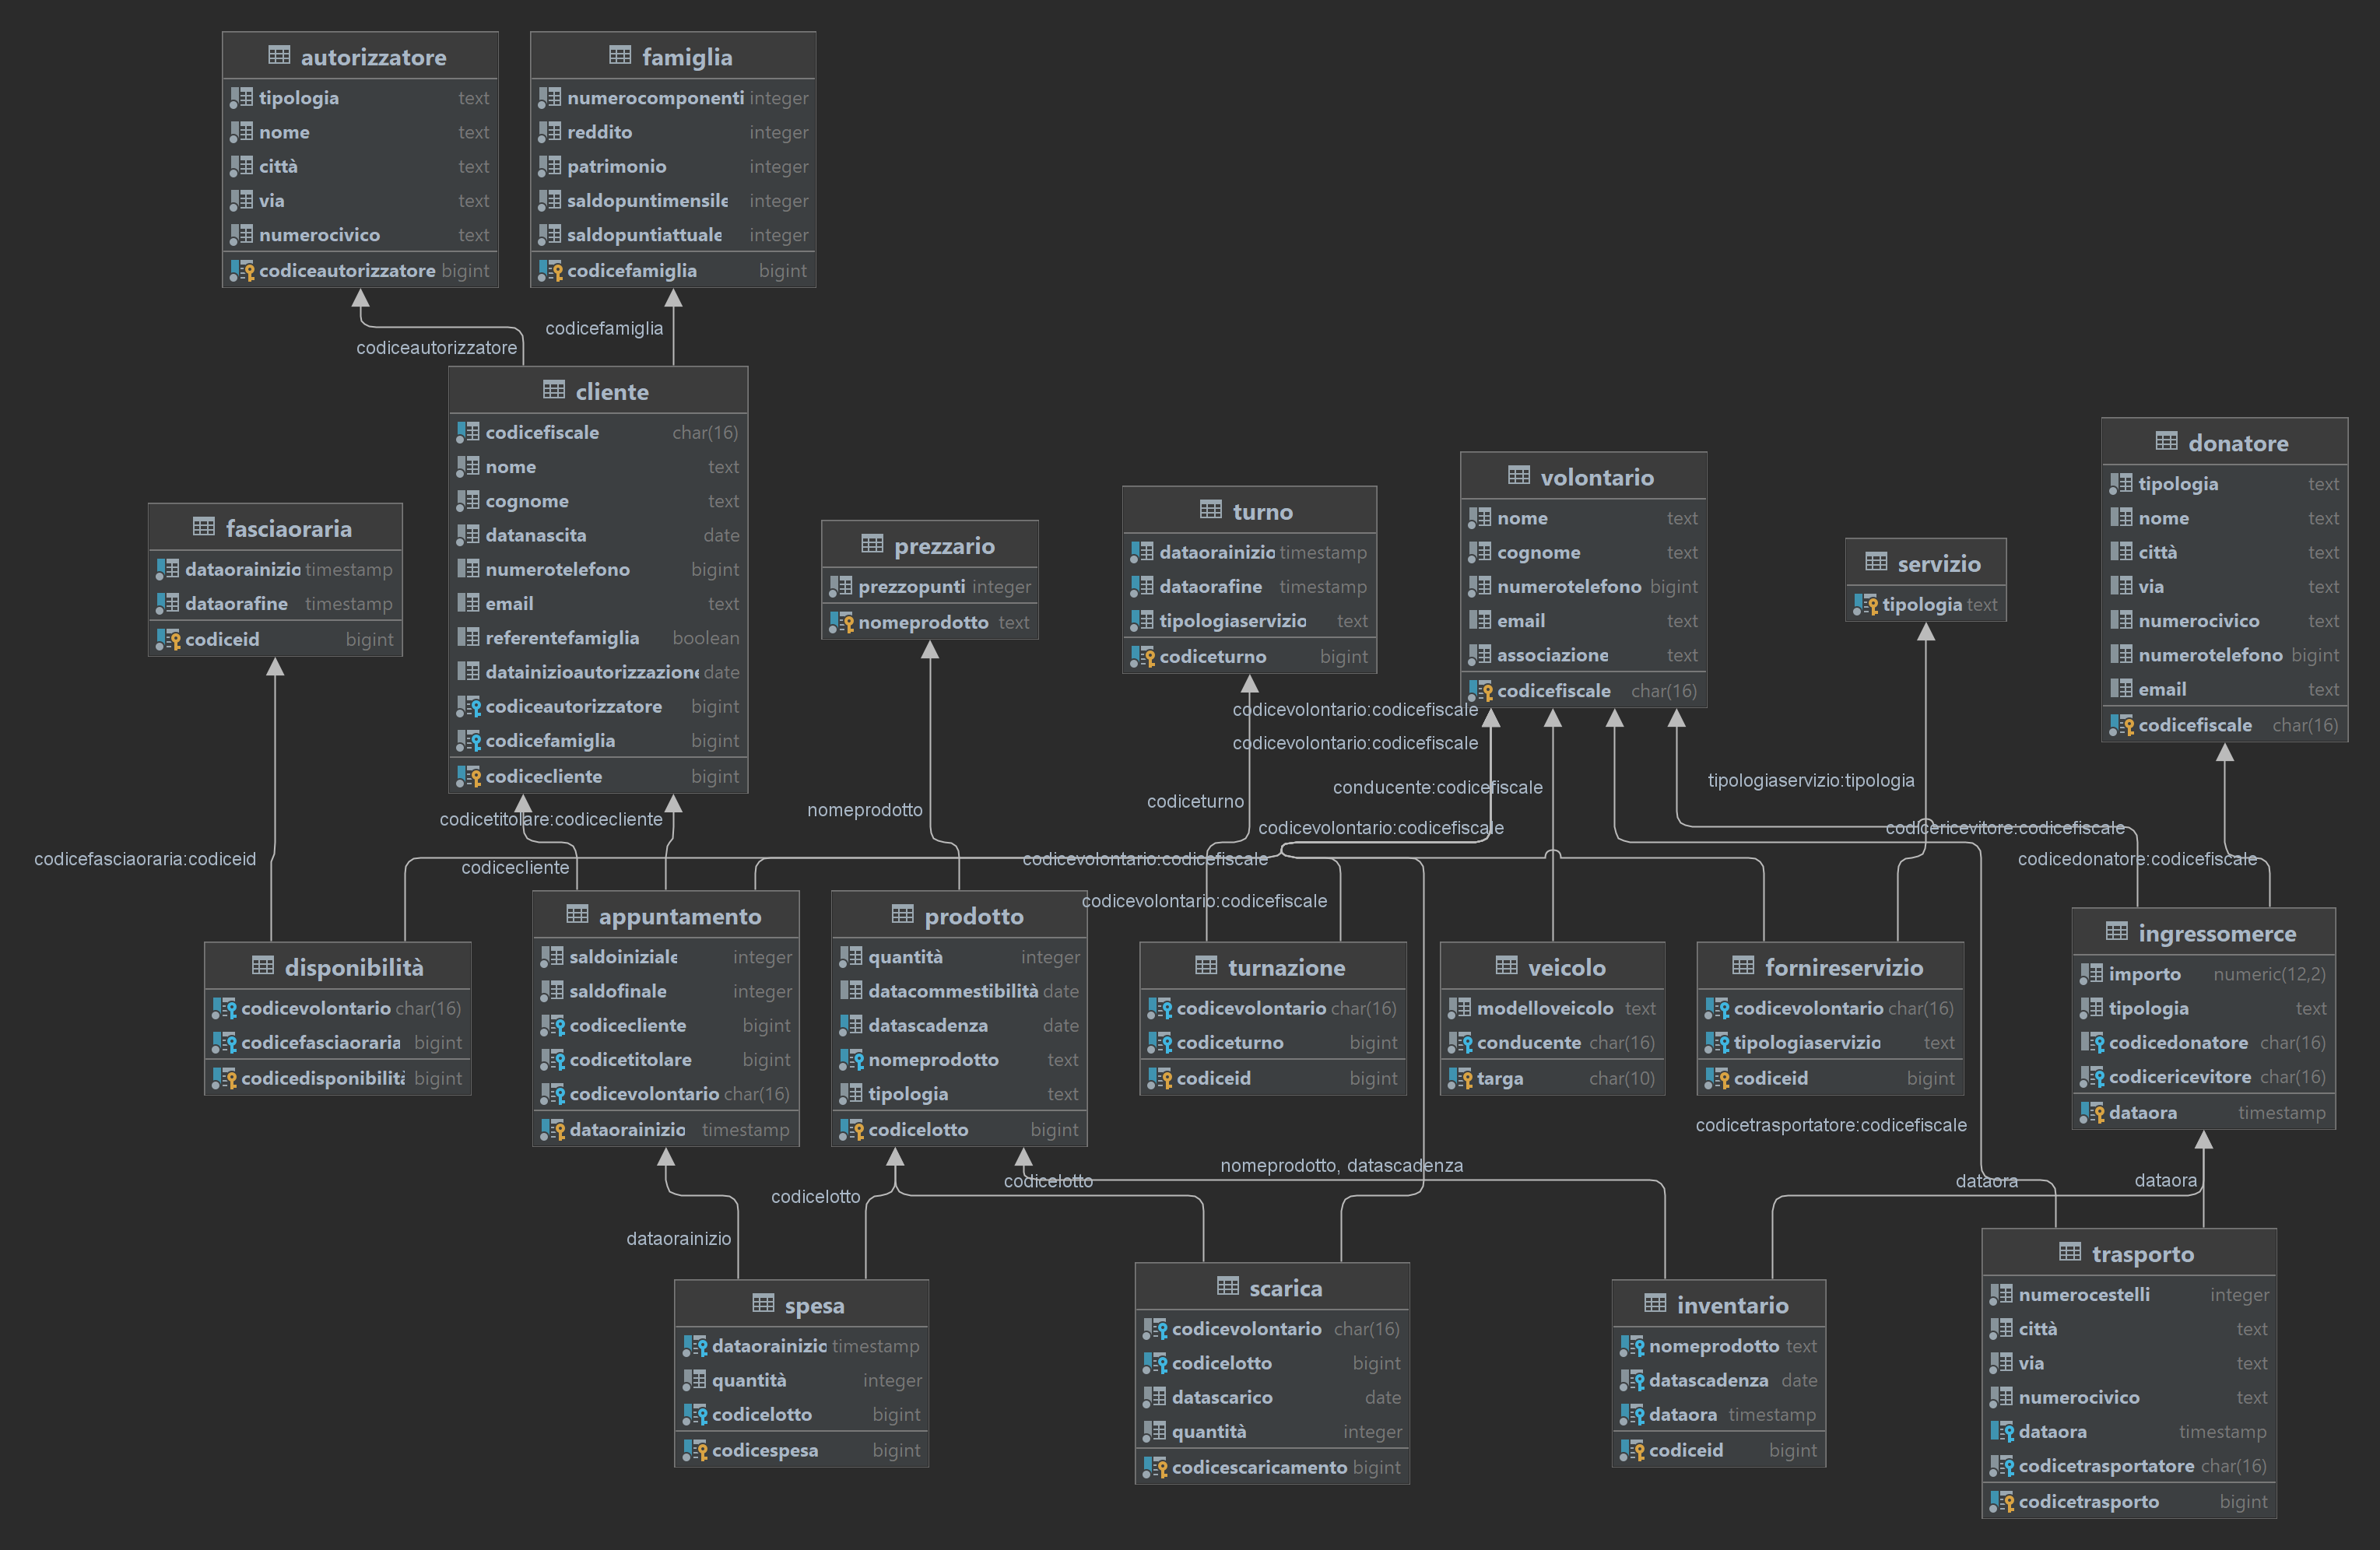 autorizzatore
tipologia text
nome text
città text
via text
numerocivico text
codiceautorizzatore bigint
famiglia
numerocomponenti integer
reddito integer
patrimonio integer
saldopuntimensile integer
saldopuntiattuale integer
codicefamiglia bigint
codicefamiglia
codiceautorizzatore
cliente
codicefiscale char(16)
nome text
cognome text
datanascita date
numerotelefono bigint
email text
referentefamiglia boolean
datainizioautorizzazione date
codiceautorizzatore bigint
codicefamiglia bigint
codicecliente bigint
fasciaoraria
dataorainizio timestamp
dataorafine timestamp
codiceid bigint
prezzario
prezzopunti integer
nomeprodotto text
turno
dataorainizio timestamp
dataorafine timestamp
tipologiaservizio text
codiceturno bigint
volontario
nome text
cognome text
numerotelefono bigint
email text
associazione text
codicefiscale char(16)
servizio
tipologia text
donatore
tipologia text
nome text
città text
via text
numerocivico text
numerotelefono bigint
email text
codicefiscale char(16)
codicevolontario:codicefiscale
codicevolontario:codicefiscale
conducente:codicefiscale
tipologiaservizio:tipologia
codiceturno
nomeprodotto
codicetitolare:codicecliente
codicevolontario:codicefiscale
codicericevitore:codicefiscale
codicefasciaoraria:codiceid
codicecliente
codicevolontario:codicefiscale
codicedonatore:codicefiscale
codicevolontario:codicefiscale
disponibilità
codicevolontario char(16)
codicefasciaoraria bigint
codicedisponibilità bigint
appuntamento
saldoiniziale integer
saldofinale integer
codicecliente bigint
codicetitolare bigint
codicevolontario char(16)
dataorainizio timestamp
prodotto
quantità integer
datacommestibilità date
datascadenza date
nomeprodotto text
tipologia text
codicelotto bigint
turnazione
codicevolontario char(16)
codiceturno bigint
codiceid bigint
veicolo
modelloveicolo text
conducente char(16)
targa char(10)
fornireservizio
codicevolontario char(16)
tipologiaservizio text
codiceid bigint
ingressomerce
importo numeric(12,2)
tipologia text
codicedonatore char(16)
codicericevitore char(16)
dataora timestamp
codicetrasportatore:codicefiscale
nomeprodotto, datascadenza
codicelotto
codicelotto
dataora
dataora
dataorainizio
spesa
dataorainizio timestamp
quantità integer
codicelotto bigint
codicespesa bigint
scarica
codicevolontario char(16)
codicelotto bigint
datascarico date
quantità integer
codicescaricamento bigint
inventario
nomeprodotto text
datascadenza date
dataora timestamp
codiceid bigint
trasporto
numerocestelli integer
città text
via text
numerocivico text
dataora timestamp
codicetrasportatore char(16)
codicetrasporto bigint